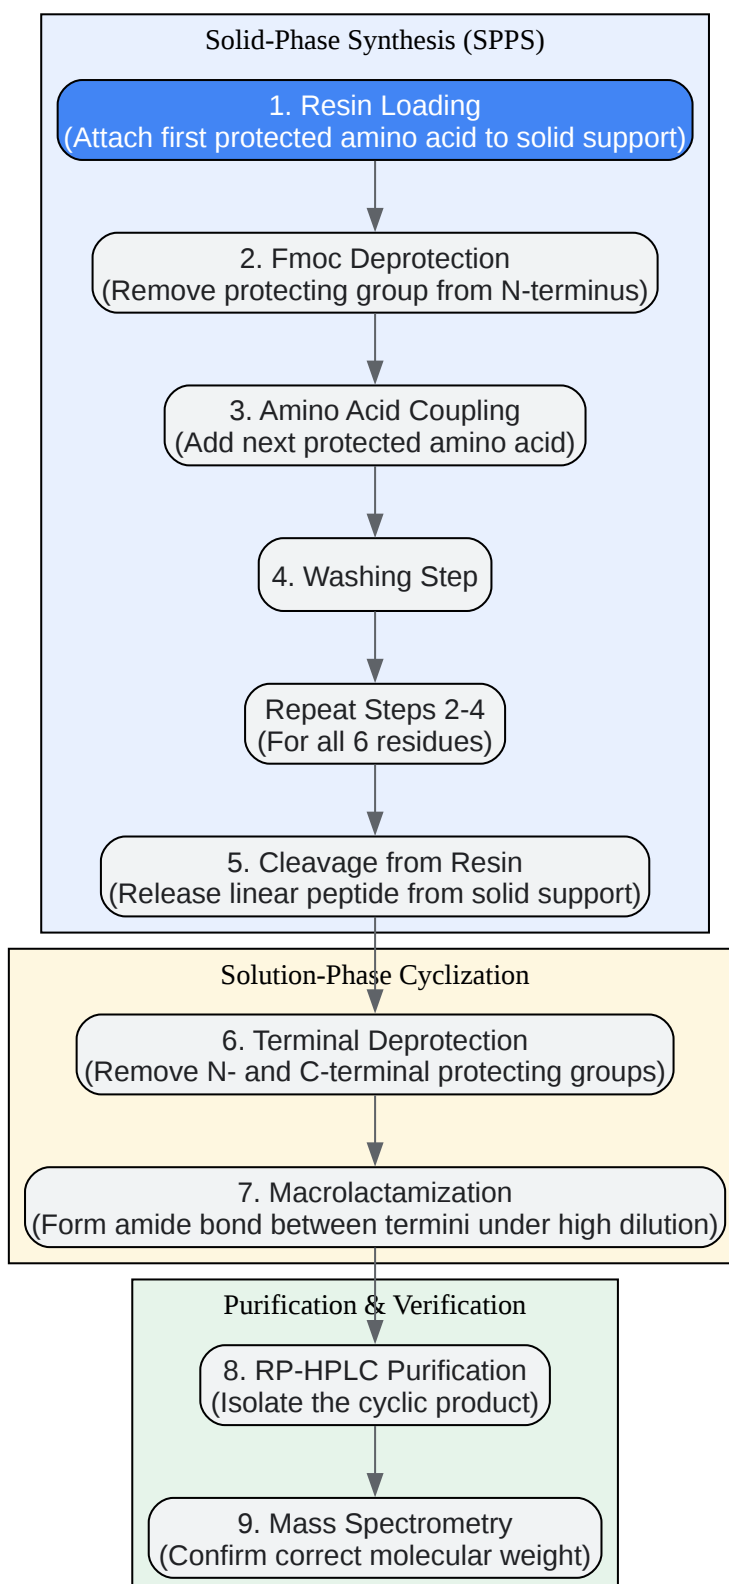 Solid-Phase Synthesis (SPPS)
1. Resin Loading
(Attach first protected amino acid to solid support)
2. Fmoc Deprotection
(Remove protecting group from N-terminus)
3. Amino Acid Coupling
(Add next protected amino acid)
4. Washing Step
Repeat Steps 2-4
(For all 6 residues)
5. Cleavage from Resin
(Release linear peptide from solid support)
Solution-Phase Cyclization
6. Terminal Deprotection
(Remove N- and C-terminal protecting groups)
7. Macrolactamization
(Form amide bond between termini under high dilution)
Purification & Verification
8. RP-HPLC Purification
(Isolate the cyclic product)
9. Mass Spectrometry
(Confirm correct molecular weight)